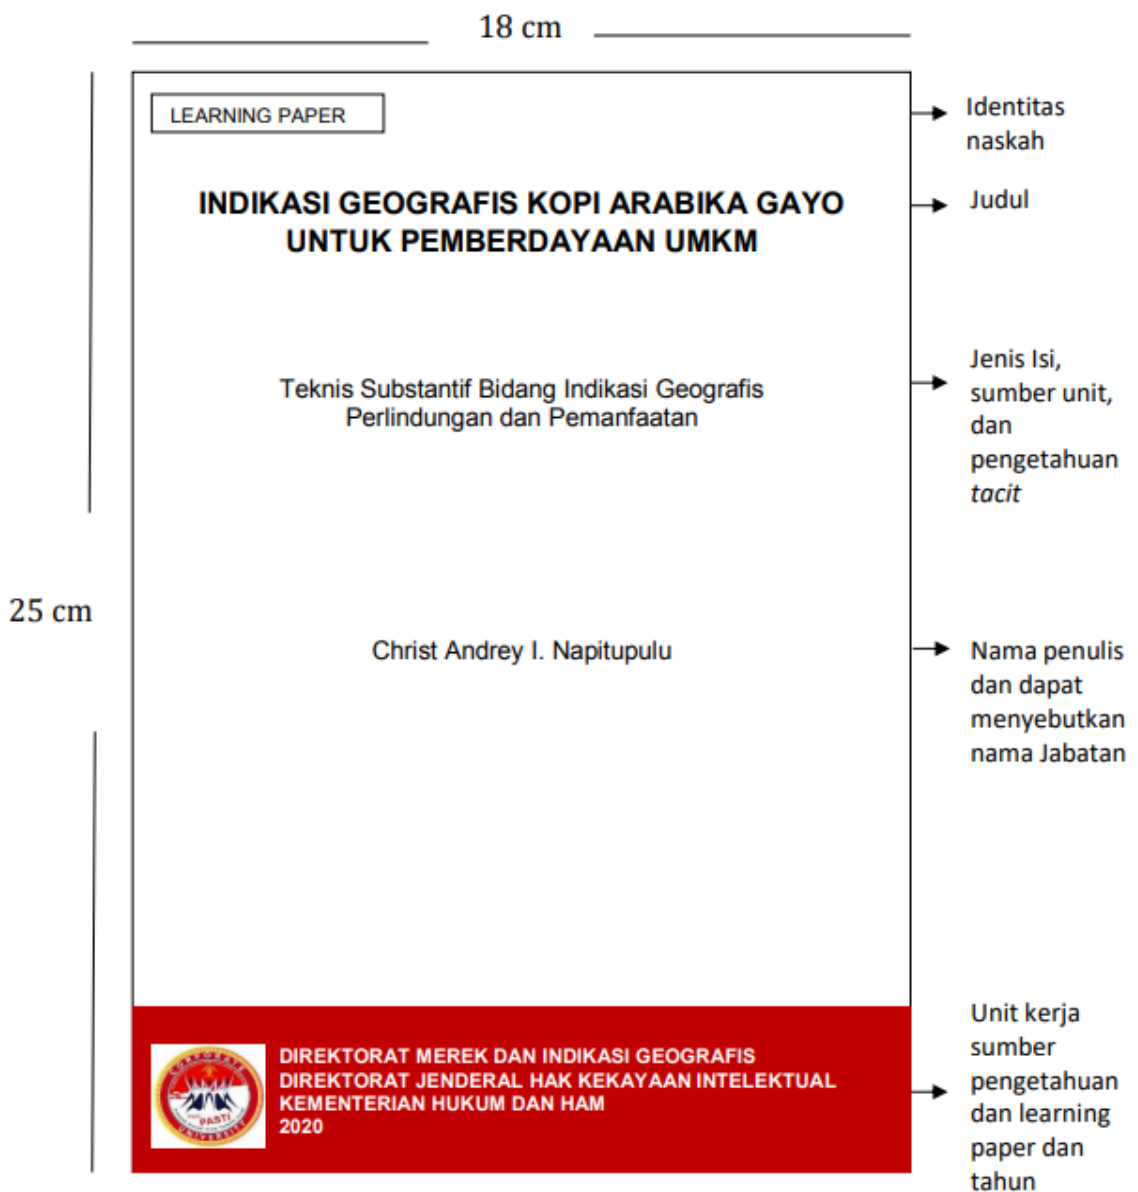 18 cm
LEARNING PAPER
Identitas
naskah
INDIKASI GEOGRAFIS KOPI ARABIKA GAYO
UNTUK PEMBERDAYAAN UMKM
Judul
Teknis Substantif Bidang Indikasi Geografis
Perlindungan dan Pemanfaatan
Jenis Isi,
sumber unit,
dan
pengetahuan
tacit
25 cm
Christ Andrey I. Napitupulu
Nama penulis
dan dapat
menyebutkan
nama Jabatan
CORPORATE
PASTI
UNIVERSITY
DIREKTORAT MEREK DAN INDIKASI GEOGRAFIS
DIREKTORAT JENDERAL HAK KEKAYAAN INTELEKTUAL
KEMENTERIAN HUKUM DAN HAM
2020
Unit kerja
sumber
pengetahuan
dan learning
paper dan
tahun